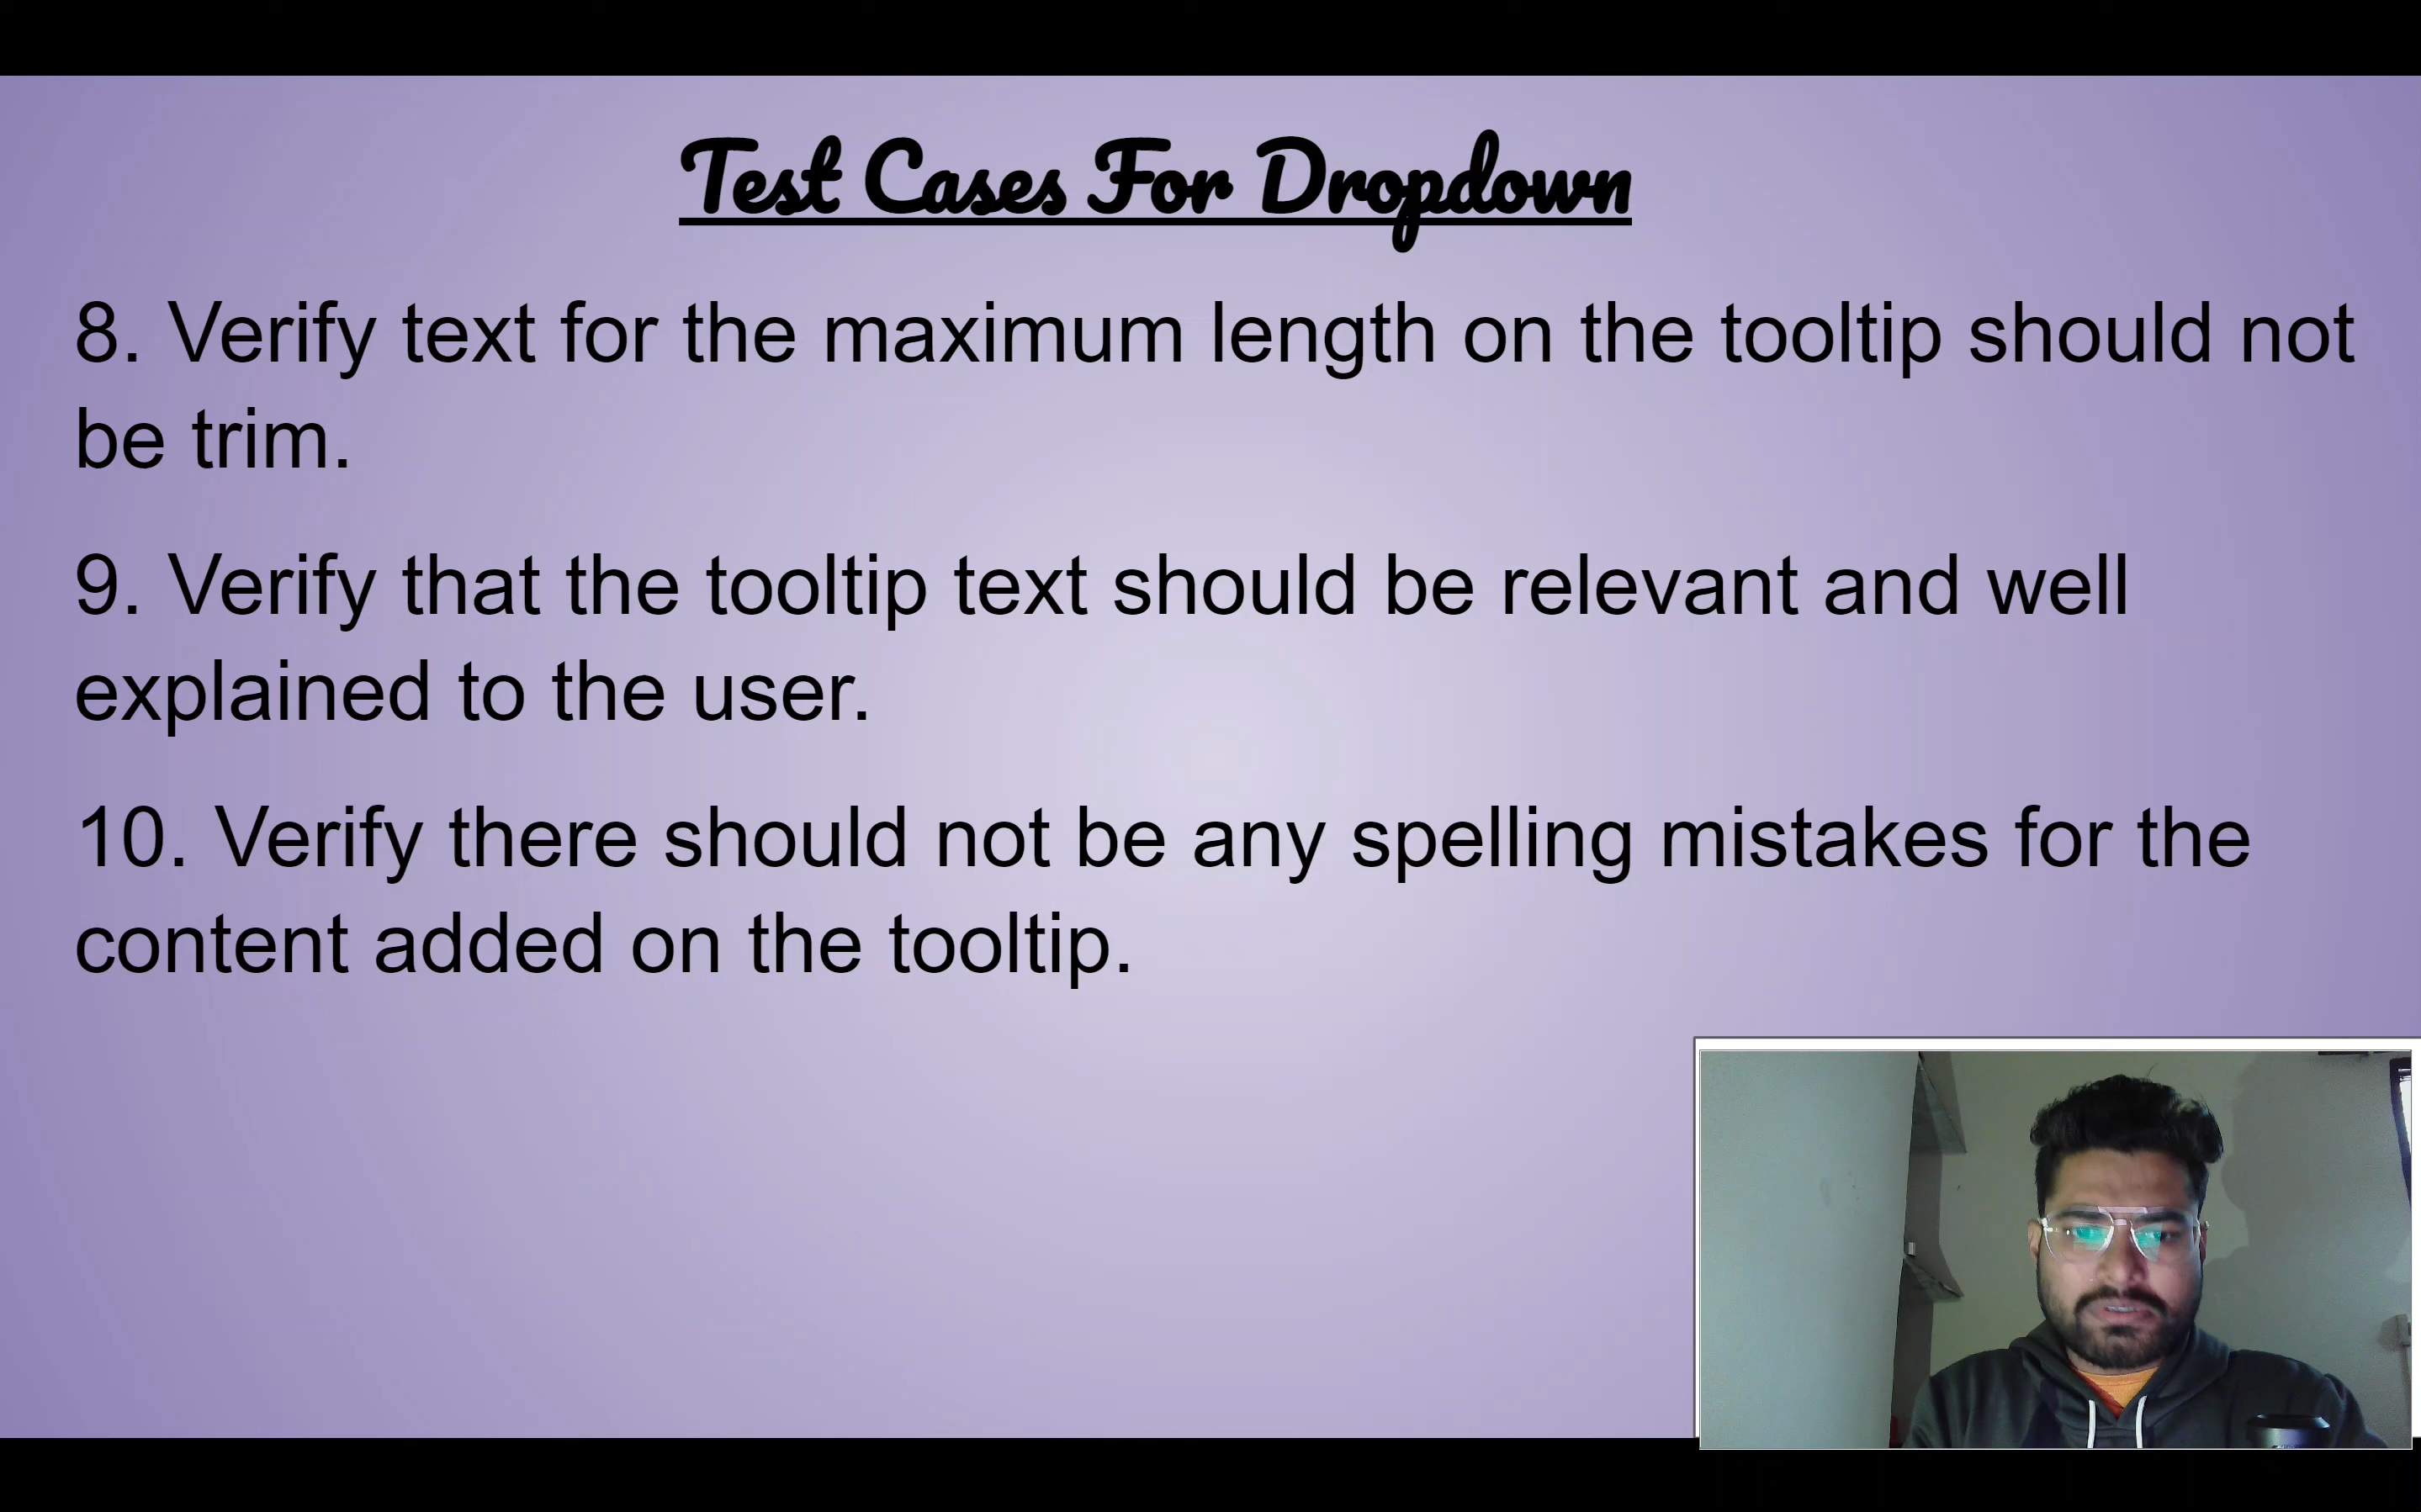 Test Cases For Dropdown
8. Verify text for the maximum length on the tooltip should not
be trim.
9. Verify that the tooltip text should be relevant and well
explained to the user.
10. Verify there should not be any spelling mistakes for the
content added on the tooltip.